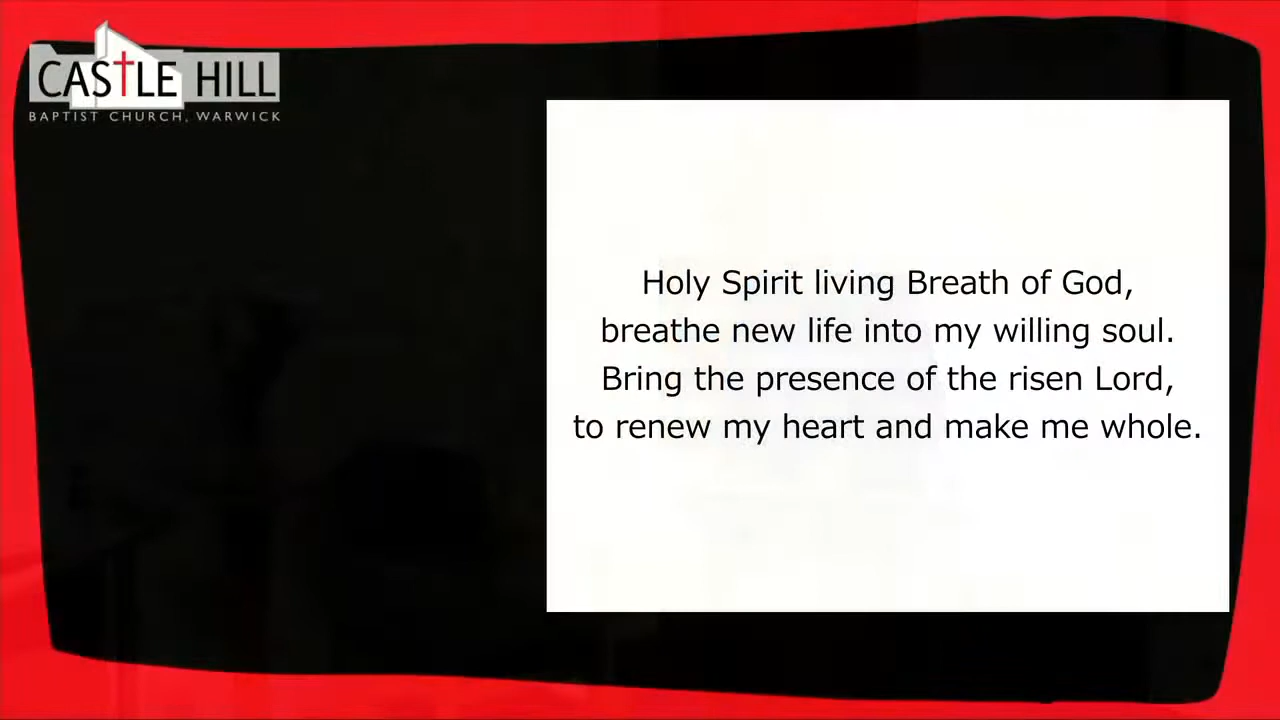 CASTLE HILL
BAPTIST CHURCH, WARWICK
Holy Spirit living Breath of God,
breathe new life into my willing soul.
Bring the presence of the risen Lord,
to renew my heart and make me whole.